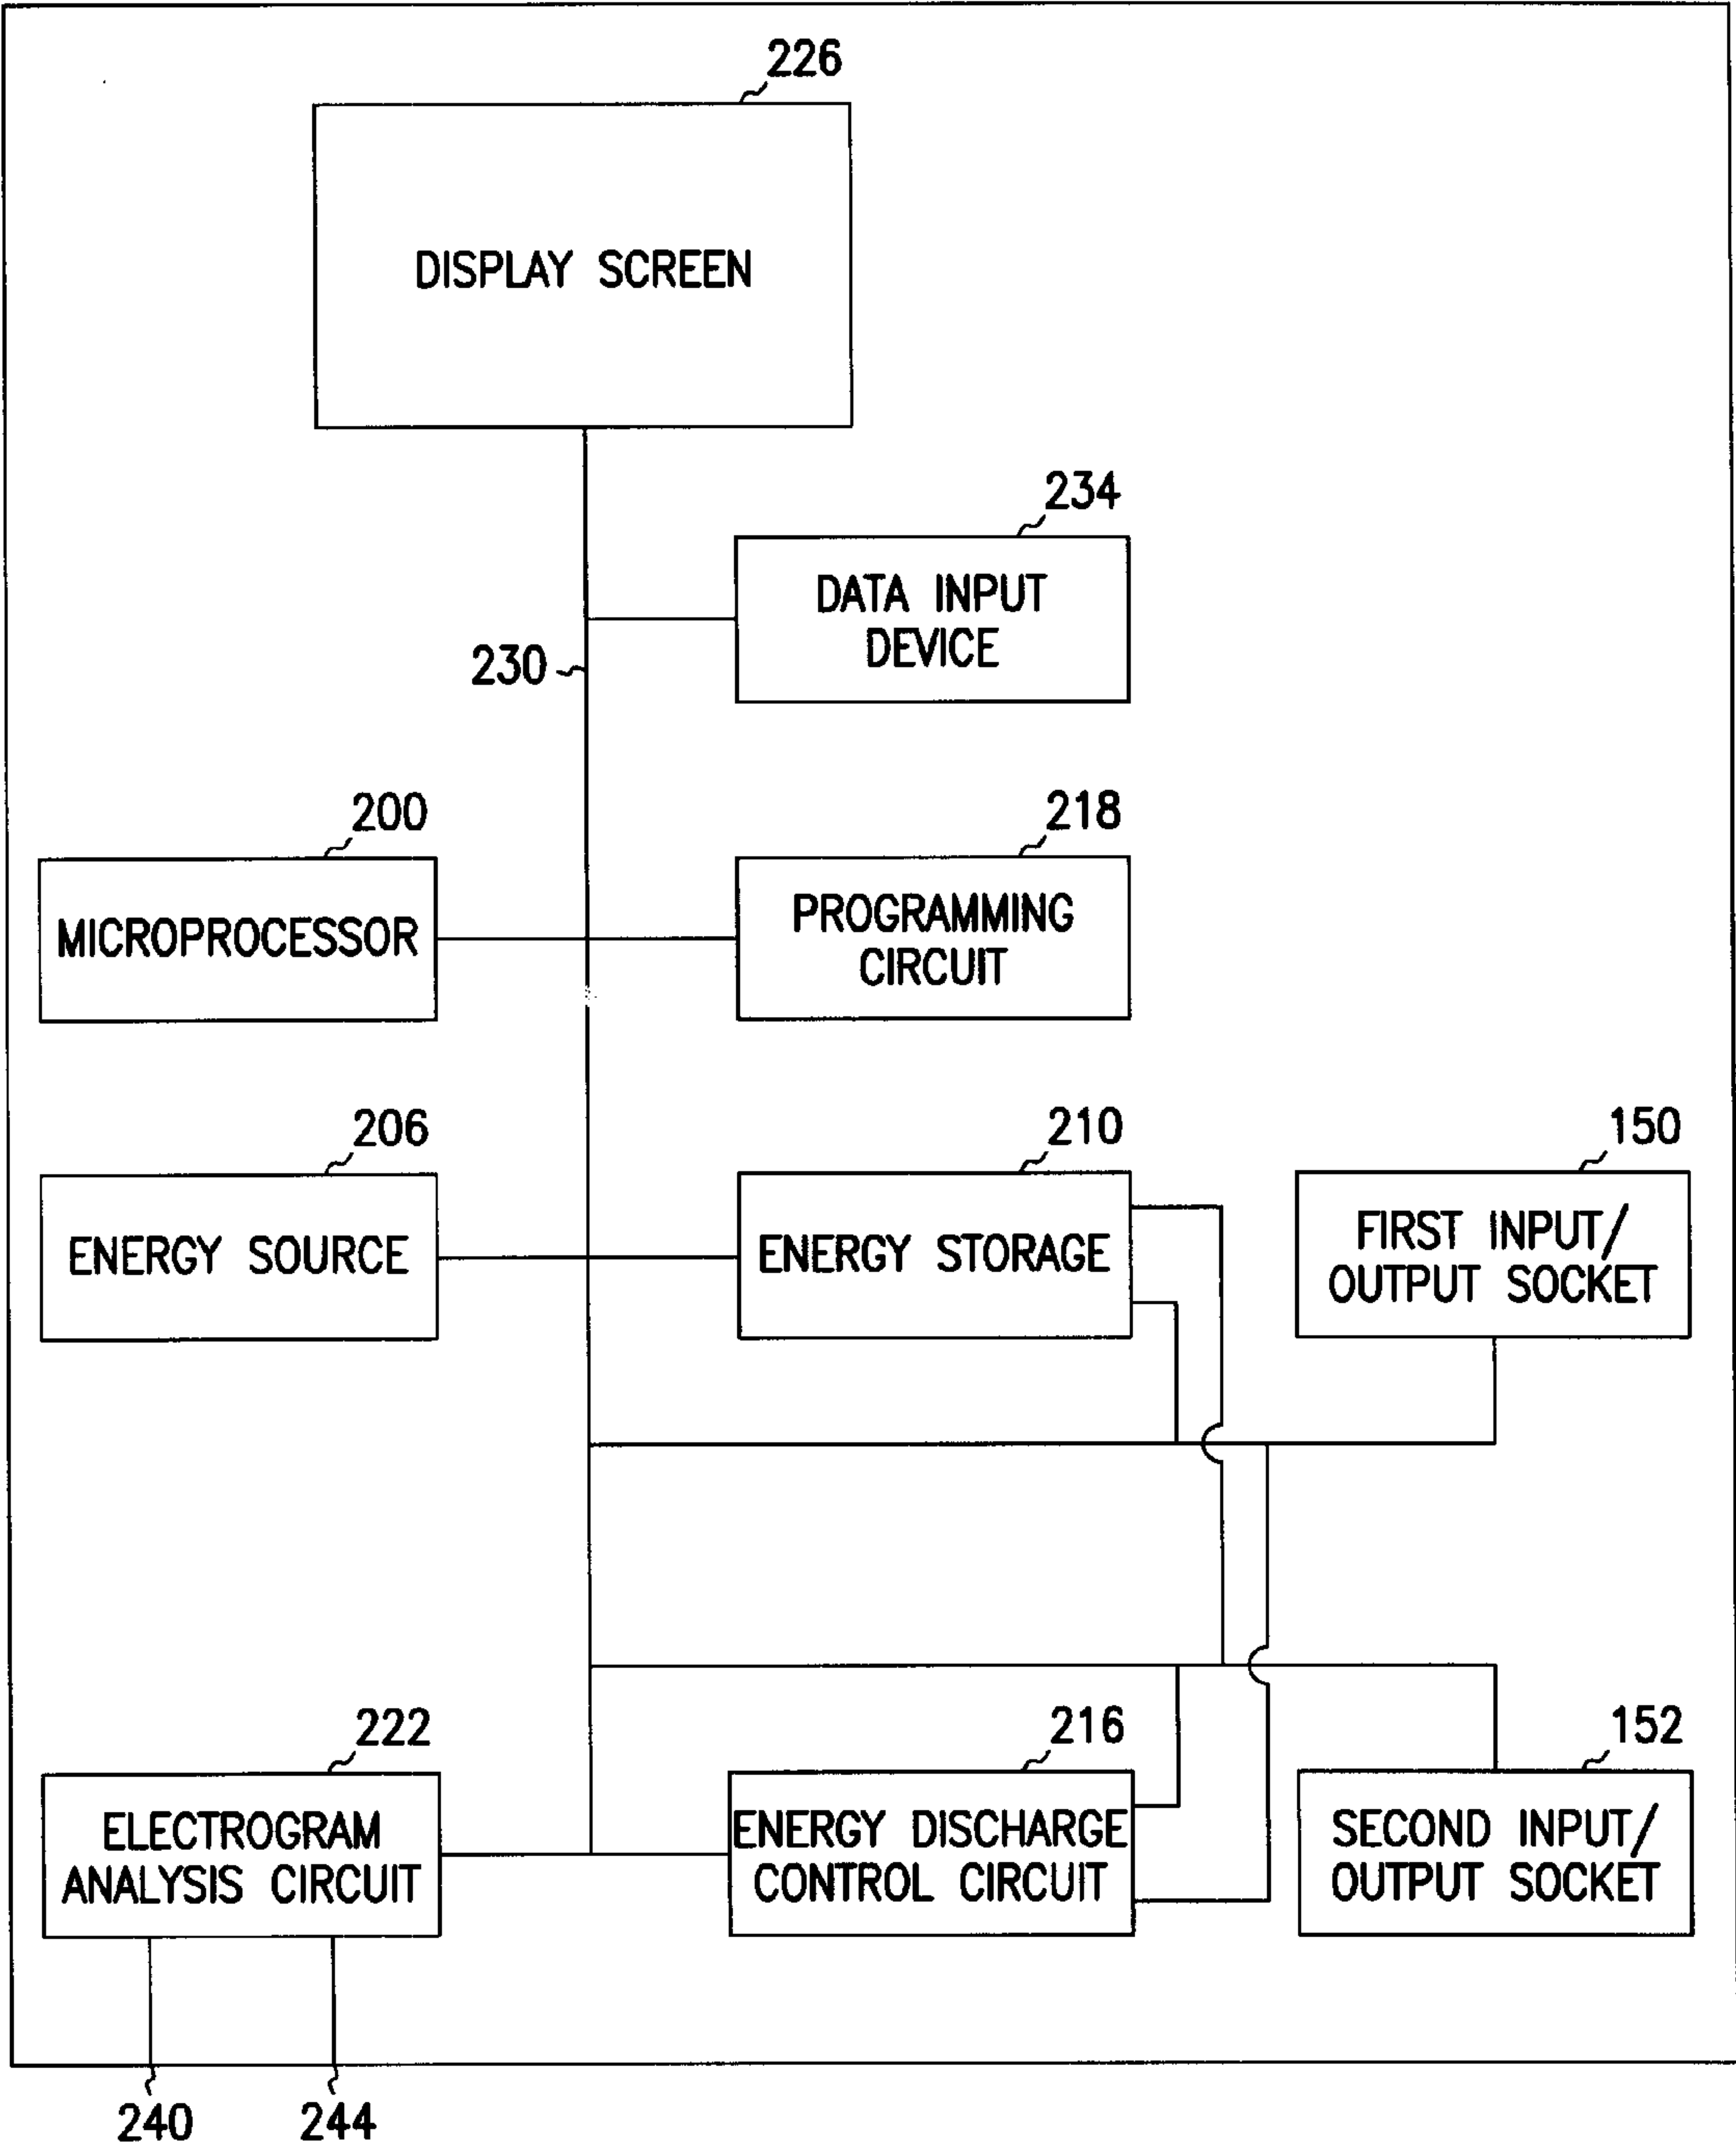 226
DISPLAY SCREEN
234
DATA INPUT
DEVICE
230
200
MICROPROCESSOR
218
PROGRAMMING
CIRCUIT
206
ENERGY SOURCE
210
ENERGY STORAGE
150
FIRST INPUT/
OUTPUT SOCKET
222
ELECTROGRAM
ANALYSIS CIRCUIT
216
ENERGY DISCHARGE
CONTROL CIRCUIT
152
SECOND INPUT/
OUTPUT SOCKET
240
244